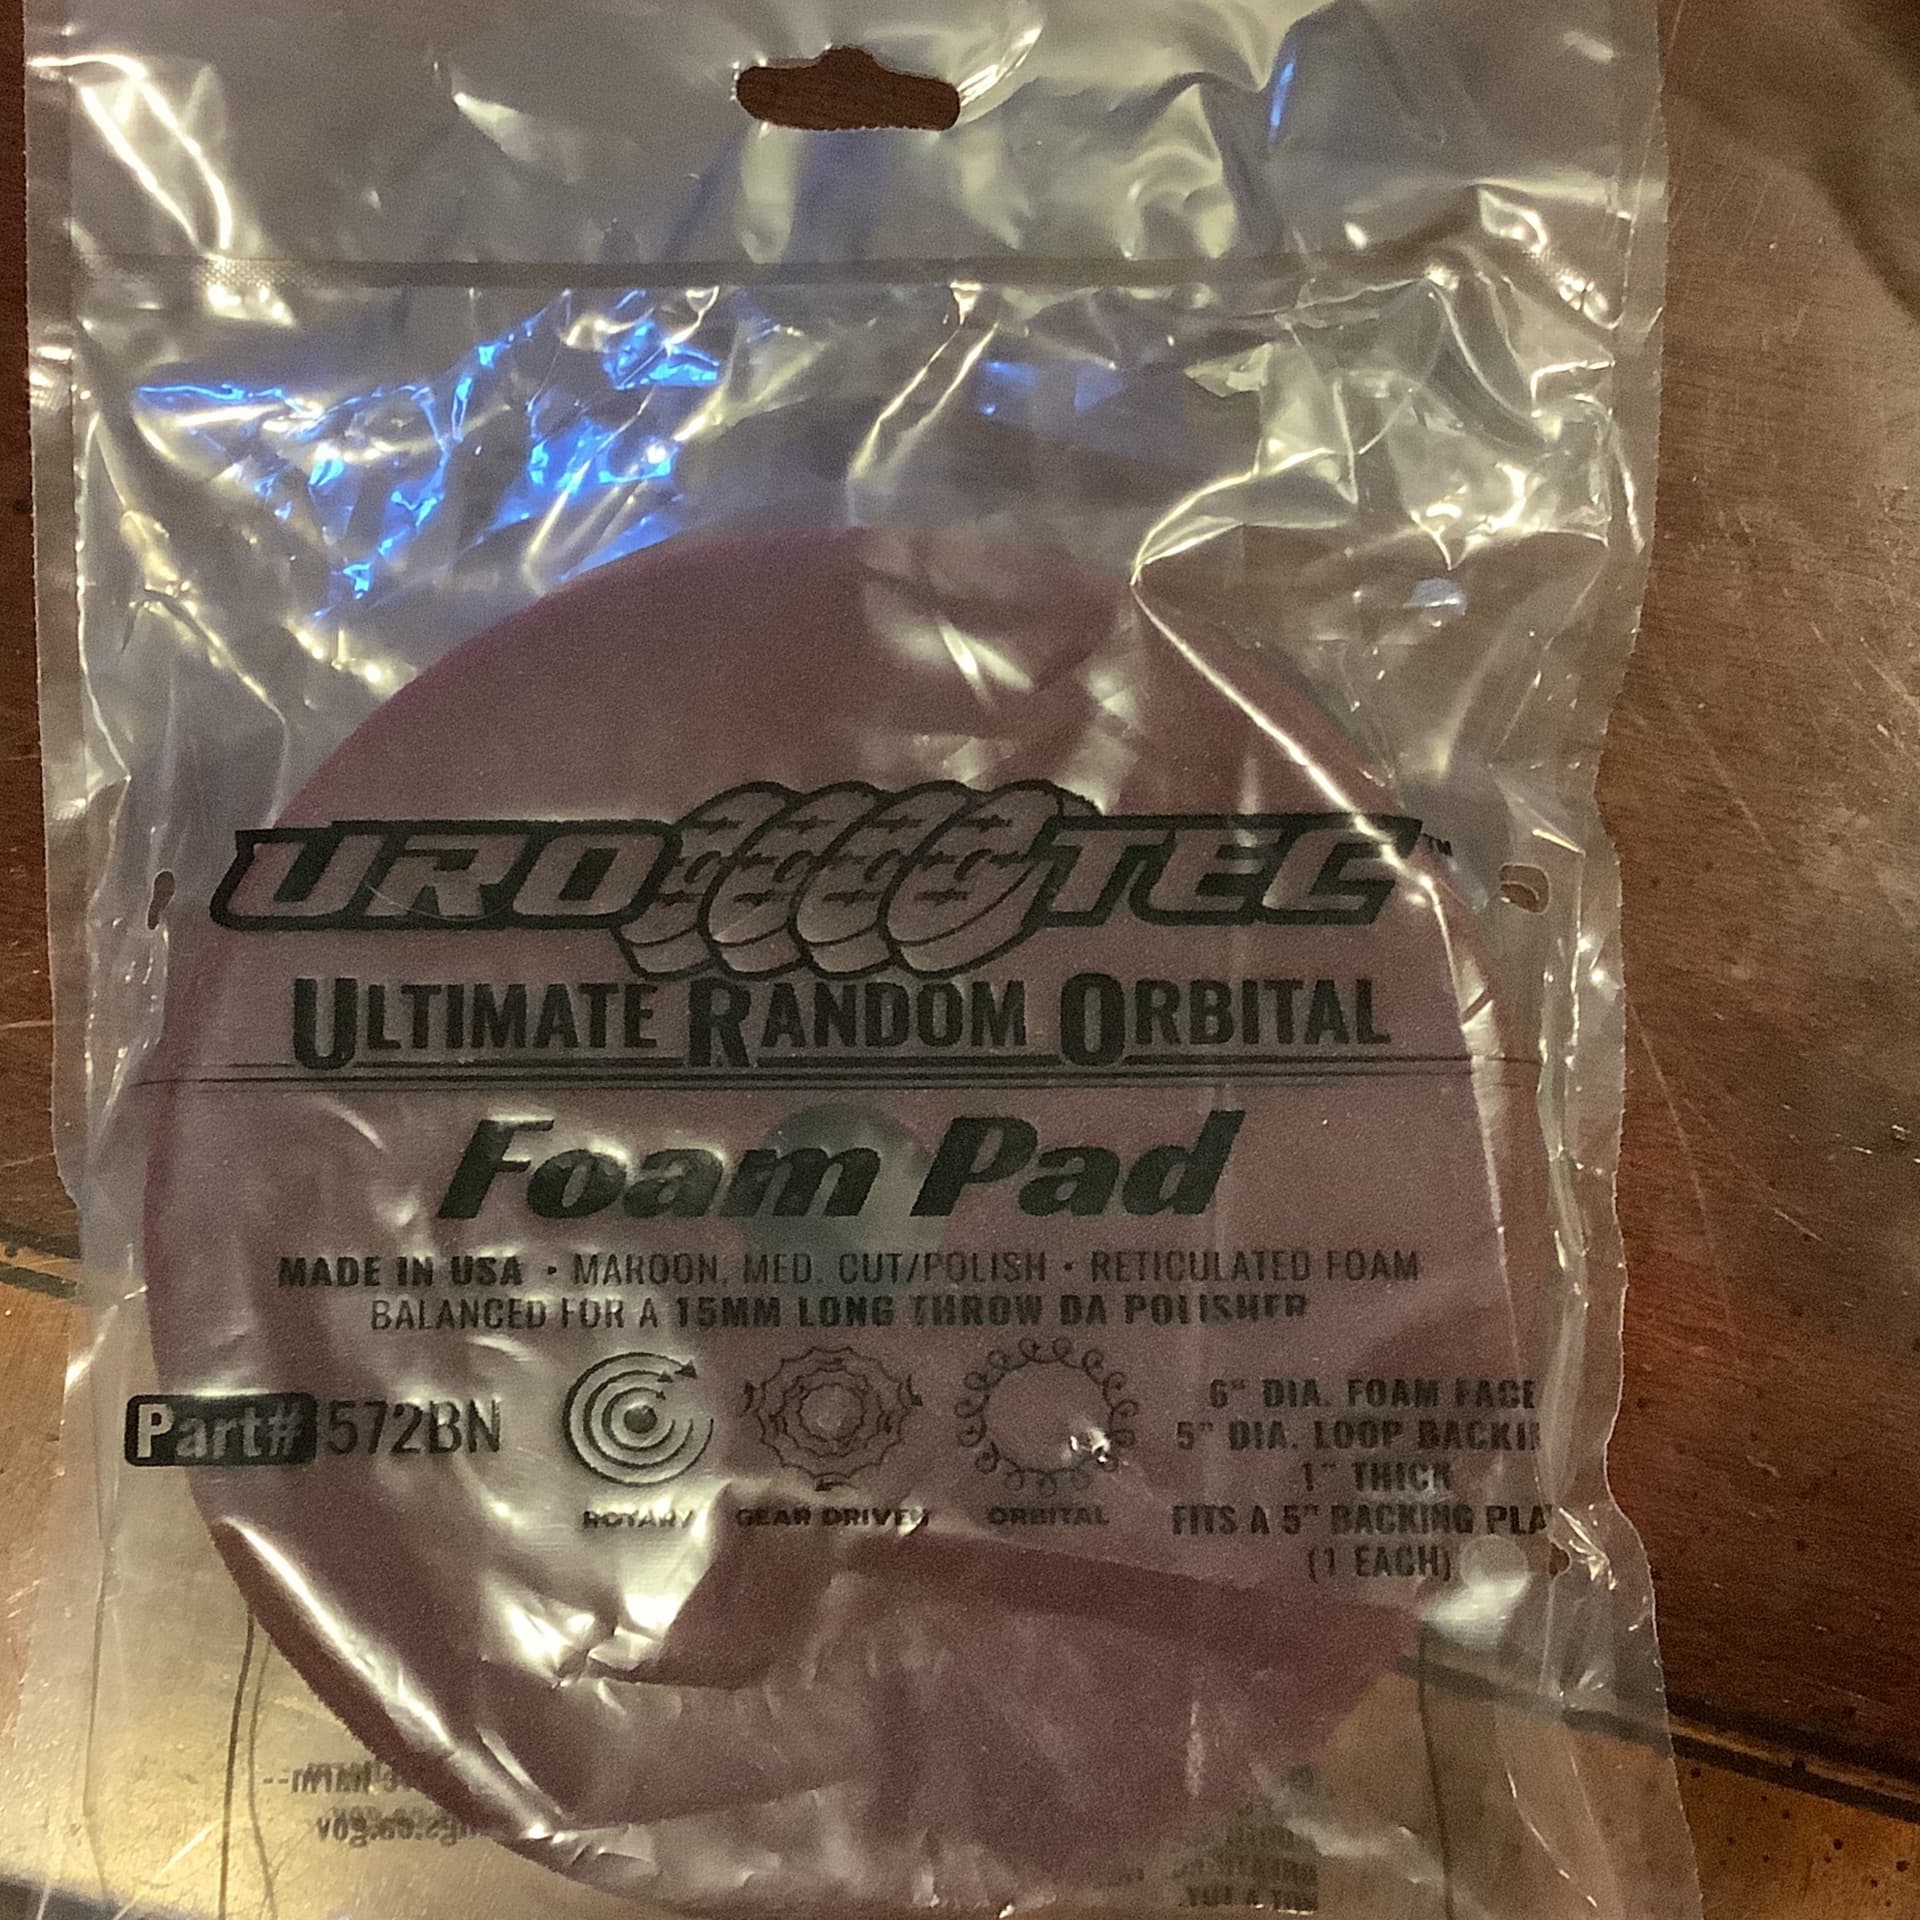 URO TEC™
ULTIMATE RANDOM ORBITAL
Foam Pad
MADE IN USA • MAROON, MED. CUT/POLISH • RETICULATED FOAM
BALANCED FOR A 15MM LONG THROW DA POLISHER
Part# 572BN
ROTARY
GEAR DRIVEN
ORBITAL
6" DIA. FOAM FACE
5" DIA. LOOP
1" THICK
FITS A 5" BACKING
(1 EACH)